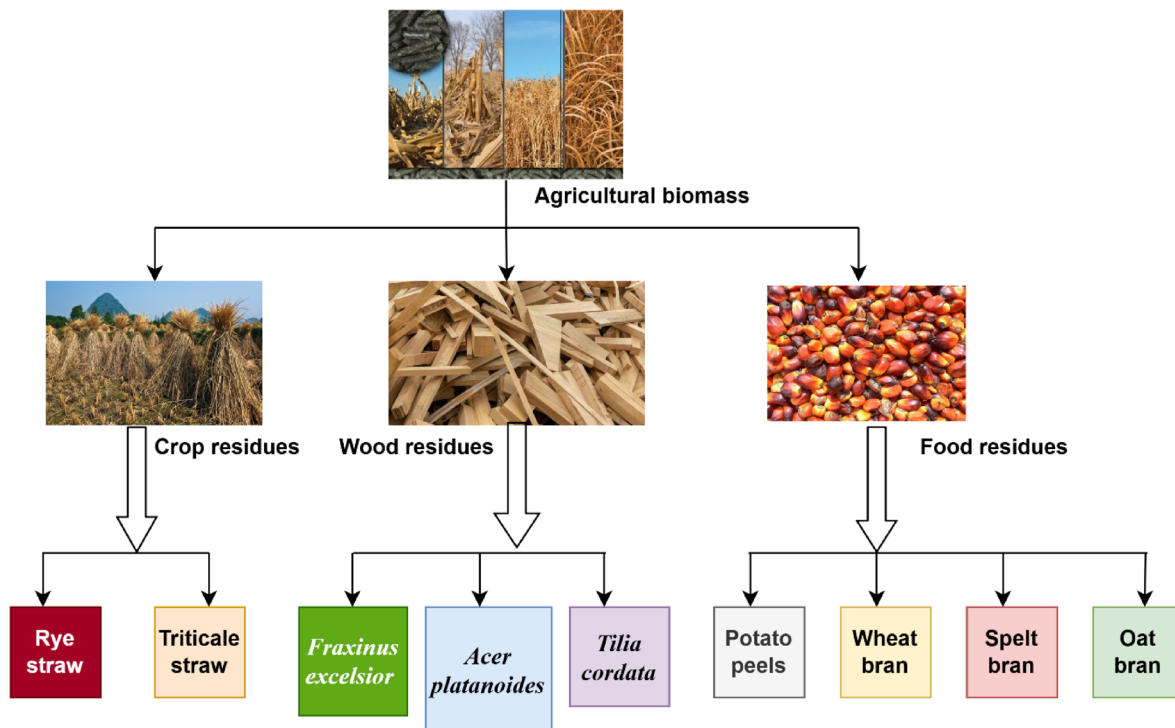 Agricultural biomass
Crop residues
Wood residues
Food residues
Rye
straw
Triticale
straw
Fraxinus
excelsior
Acer
platanoides
Tilia
cordata
Potato
peels
Wheat
bran
Spelt
bran
Oat
bran